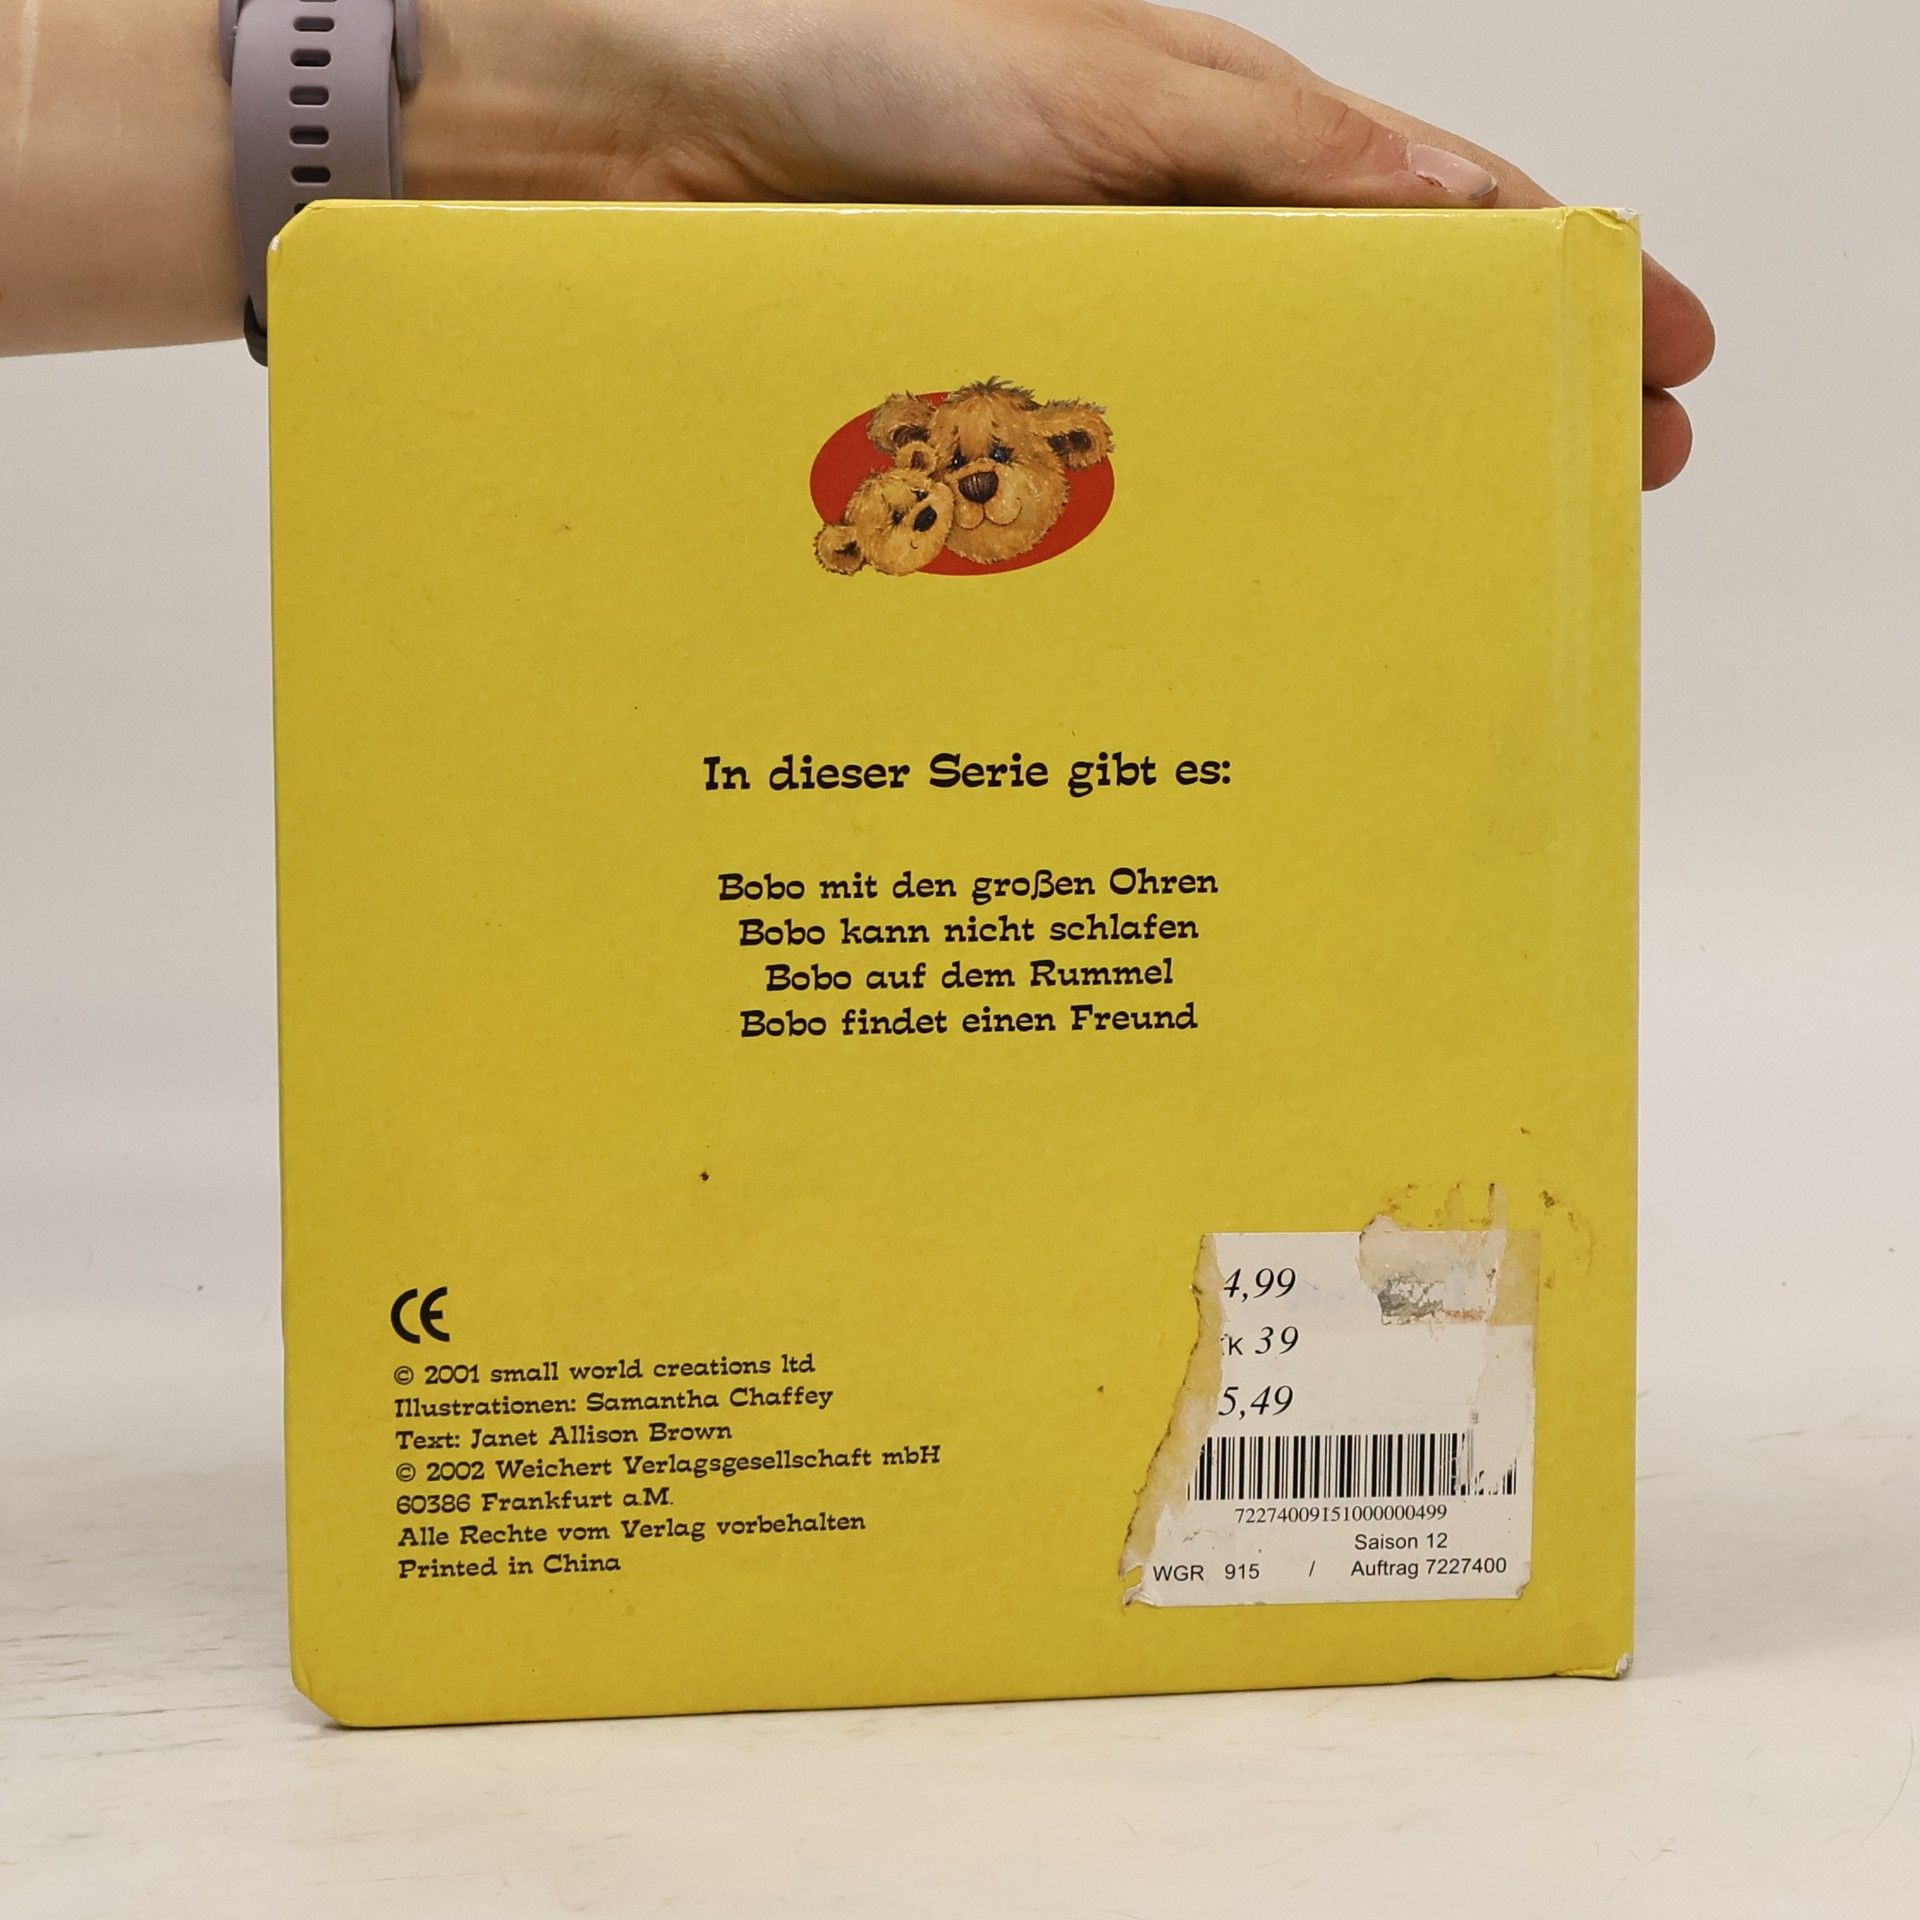 In dieser Serie gibt es:
Bobo mit den großen Ohren
Bobo kann nicht schlafen
Bobo auf dem Rummel
Bobo findet einen Freund
CE
© 2001 small world creations ltd
Illustrationen: Samantha Chaffey
Text: Janet Allison Brown
© 2002 Weichert Verlagsgesellschaft mbH
60386 Frankfurt a.M.
Alle Rechte vom Verlag vorbehalten
Printed in China
4,99
K 39
5,49
72274009151000000499
Saison 12
WGR 915 / Auftrag 7227400